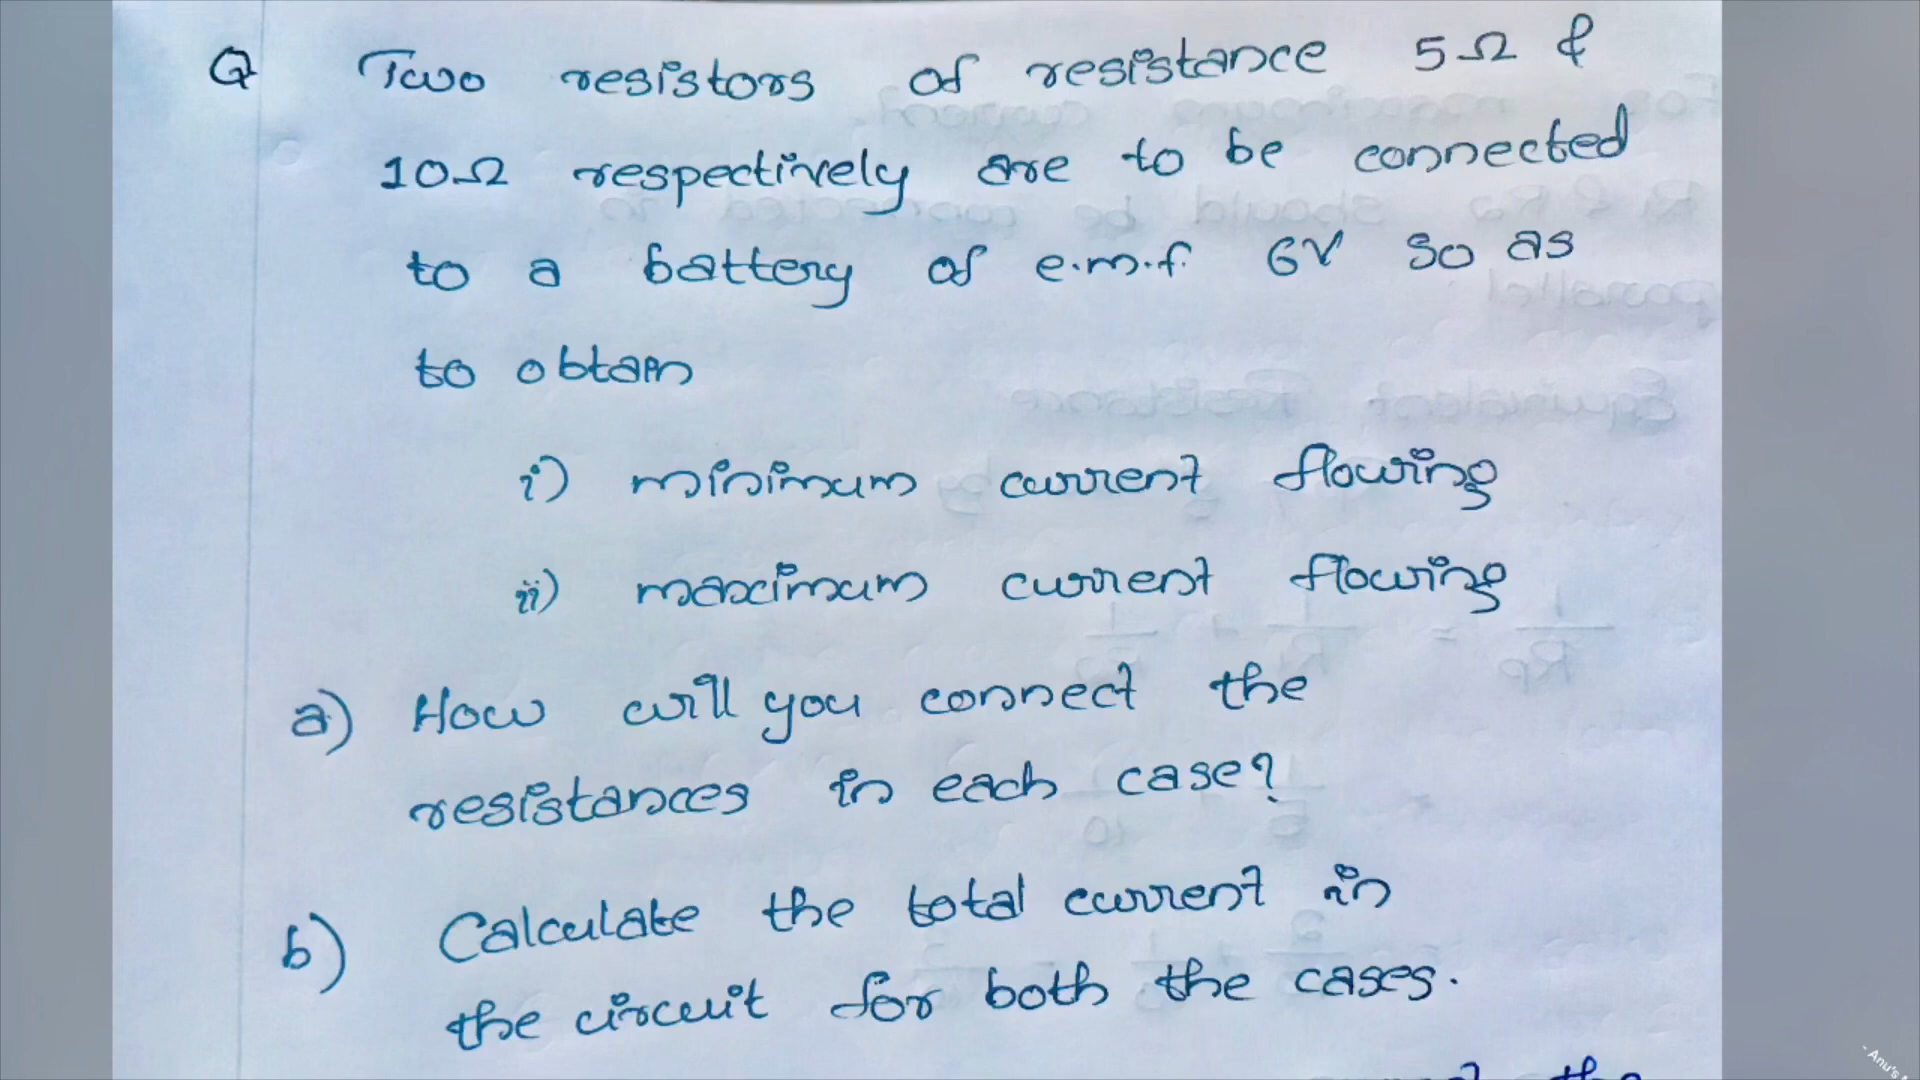 Q Two resistors of resistance 5Ω &
10Ω respectively are to be connected
to a battery of e.m.f. 6V so as
to obtain
i) minimum current flowing
ii) maximum current flowing
a) How will you connect the
resistances in each case?
b) Calculate the total current in
the circuit for both the cases.
- Anu's